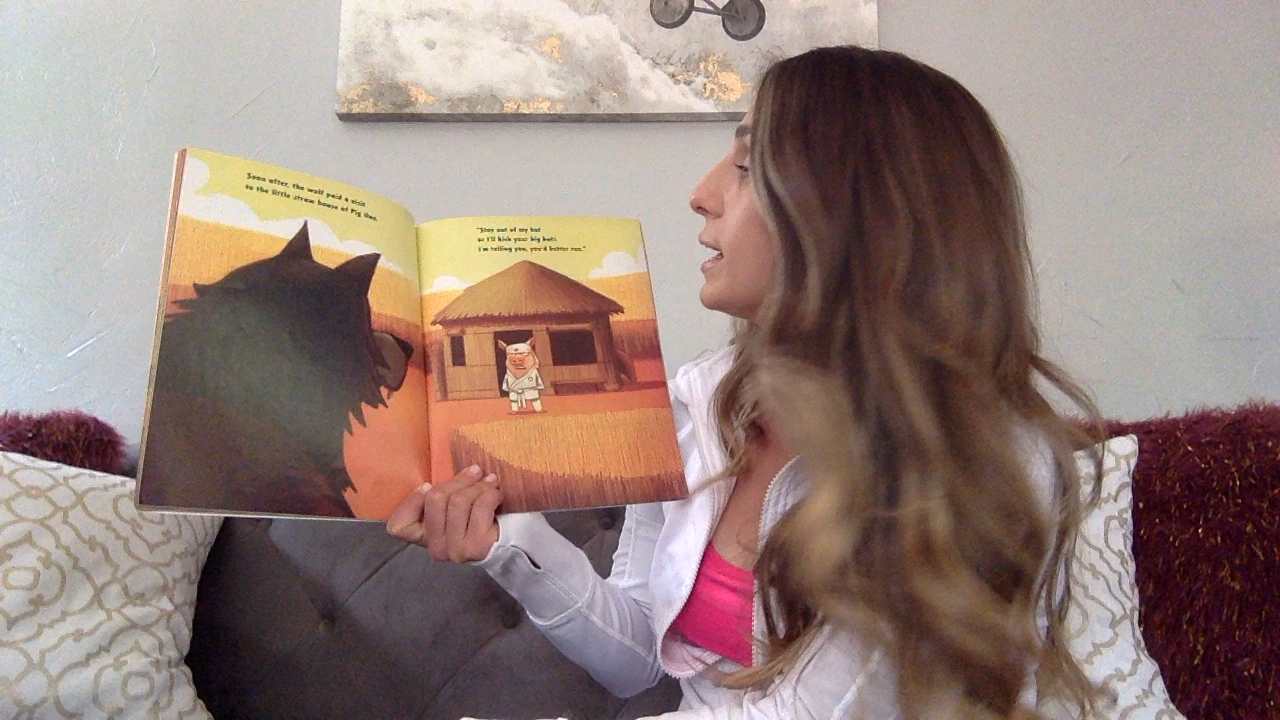 Soon after, the wolf paid a visit
to the little straw house of Pig One.
"Stay out of my hut
or I'll kick your big butt.
I'm telling you, you'd better run."